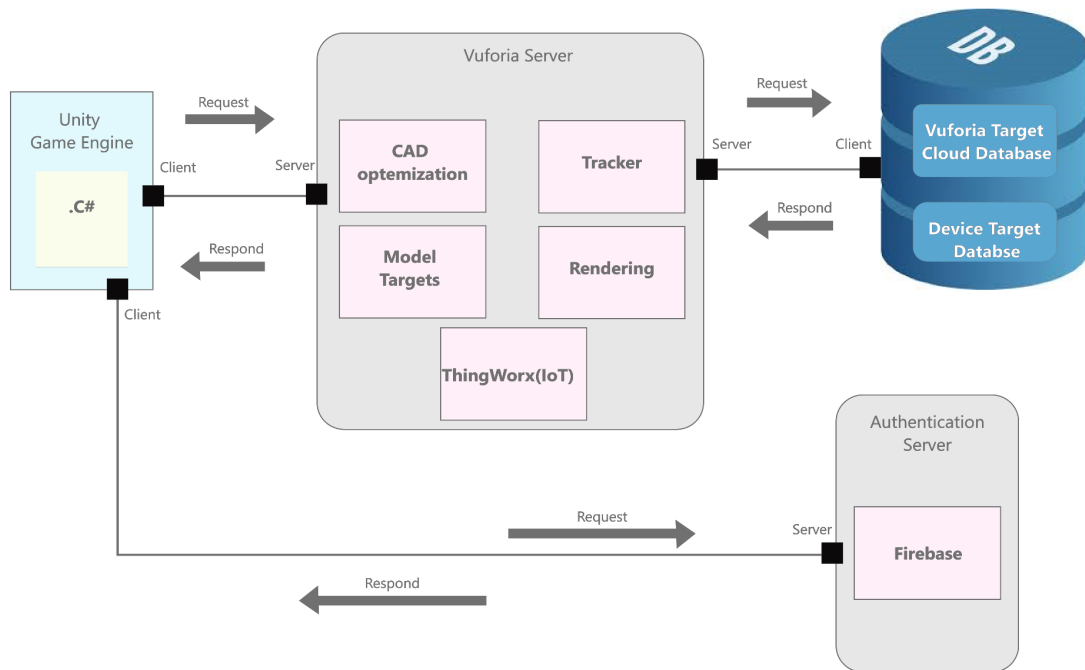 Unity
Game Engine
.C#
Client
Client
Request
Respond
Server
Vuforia Server
CAD
optemization
Tracker
Model
Targets
Rendering
ThingWorx(IoT)
Server
Request
Respond
Client
DB
Vuforia Target
Cloud Database
Device Target
Databse
Request
Respond
Server
Authentication
Server
Firebase